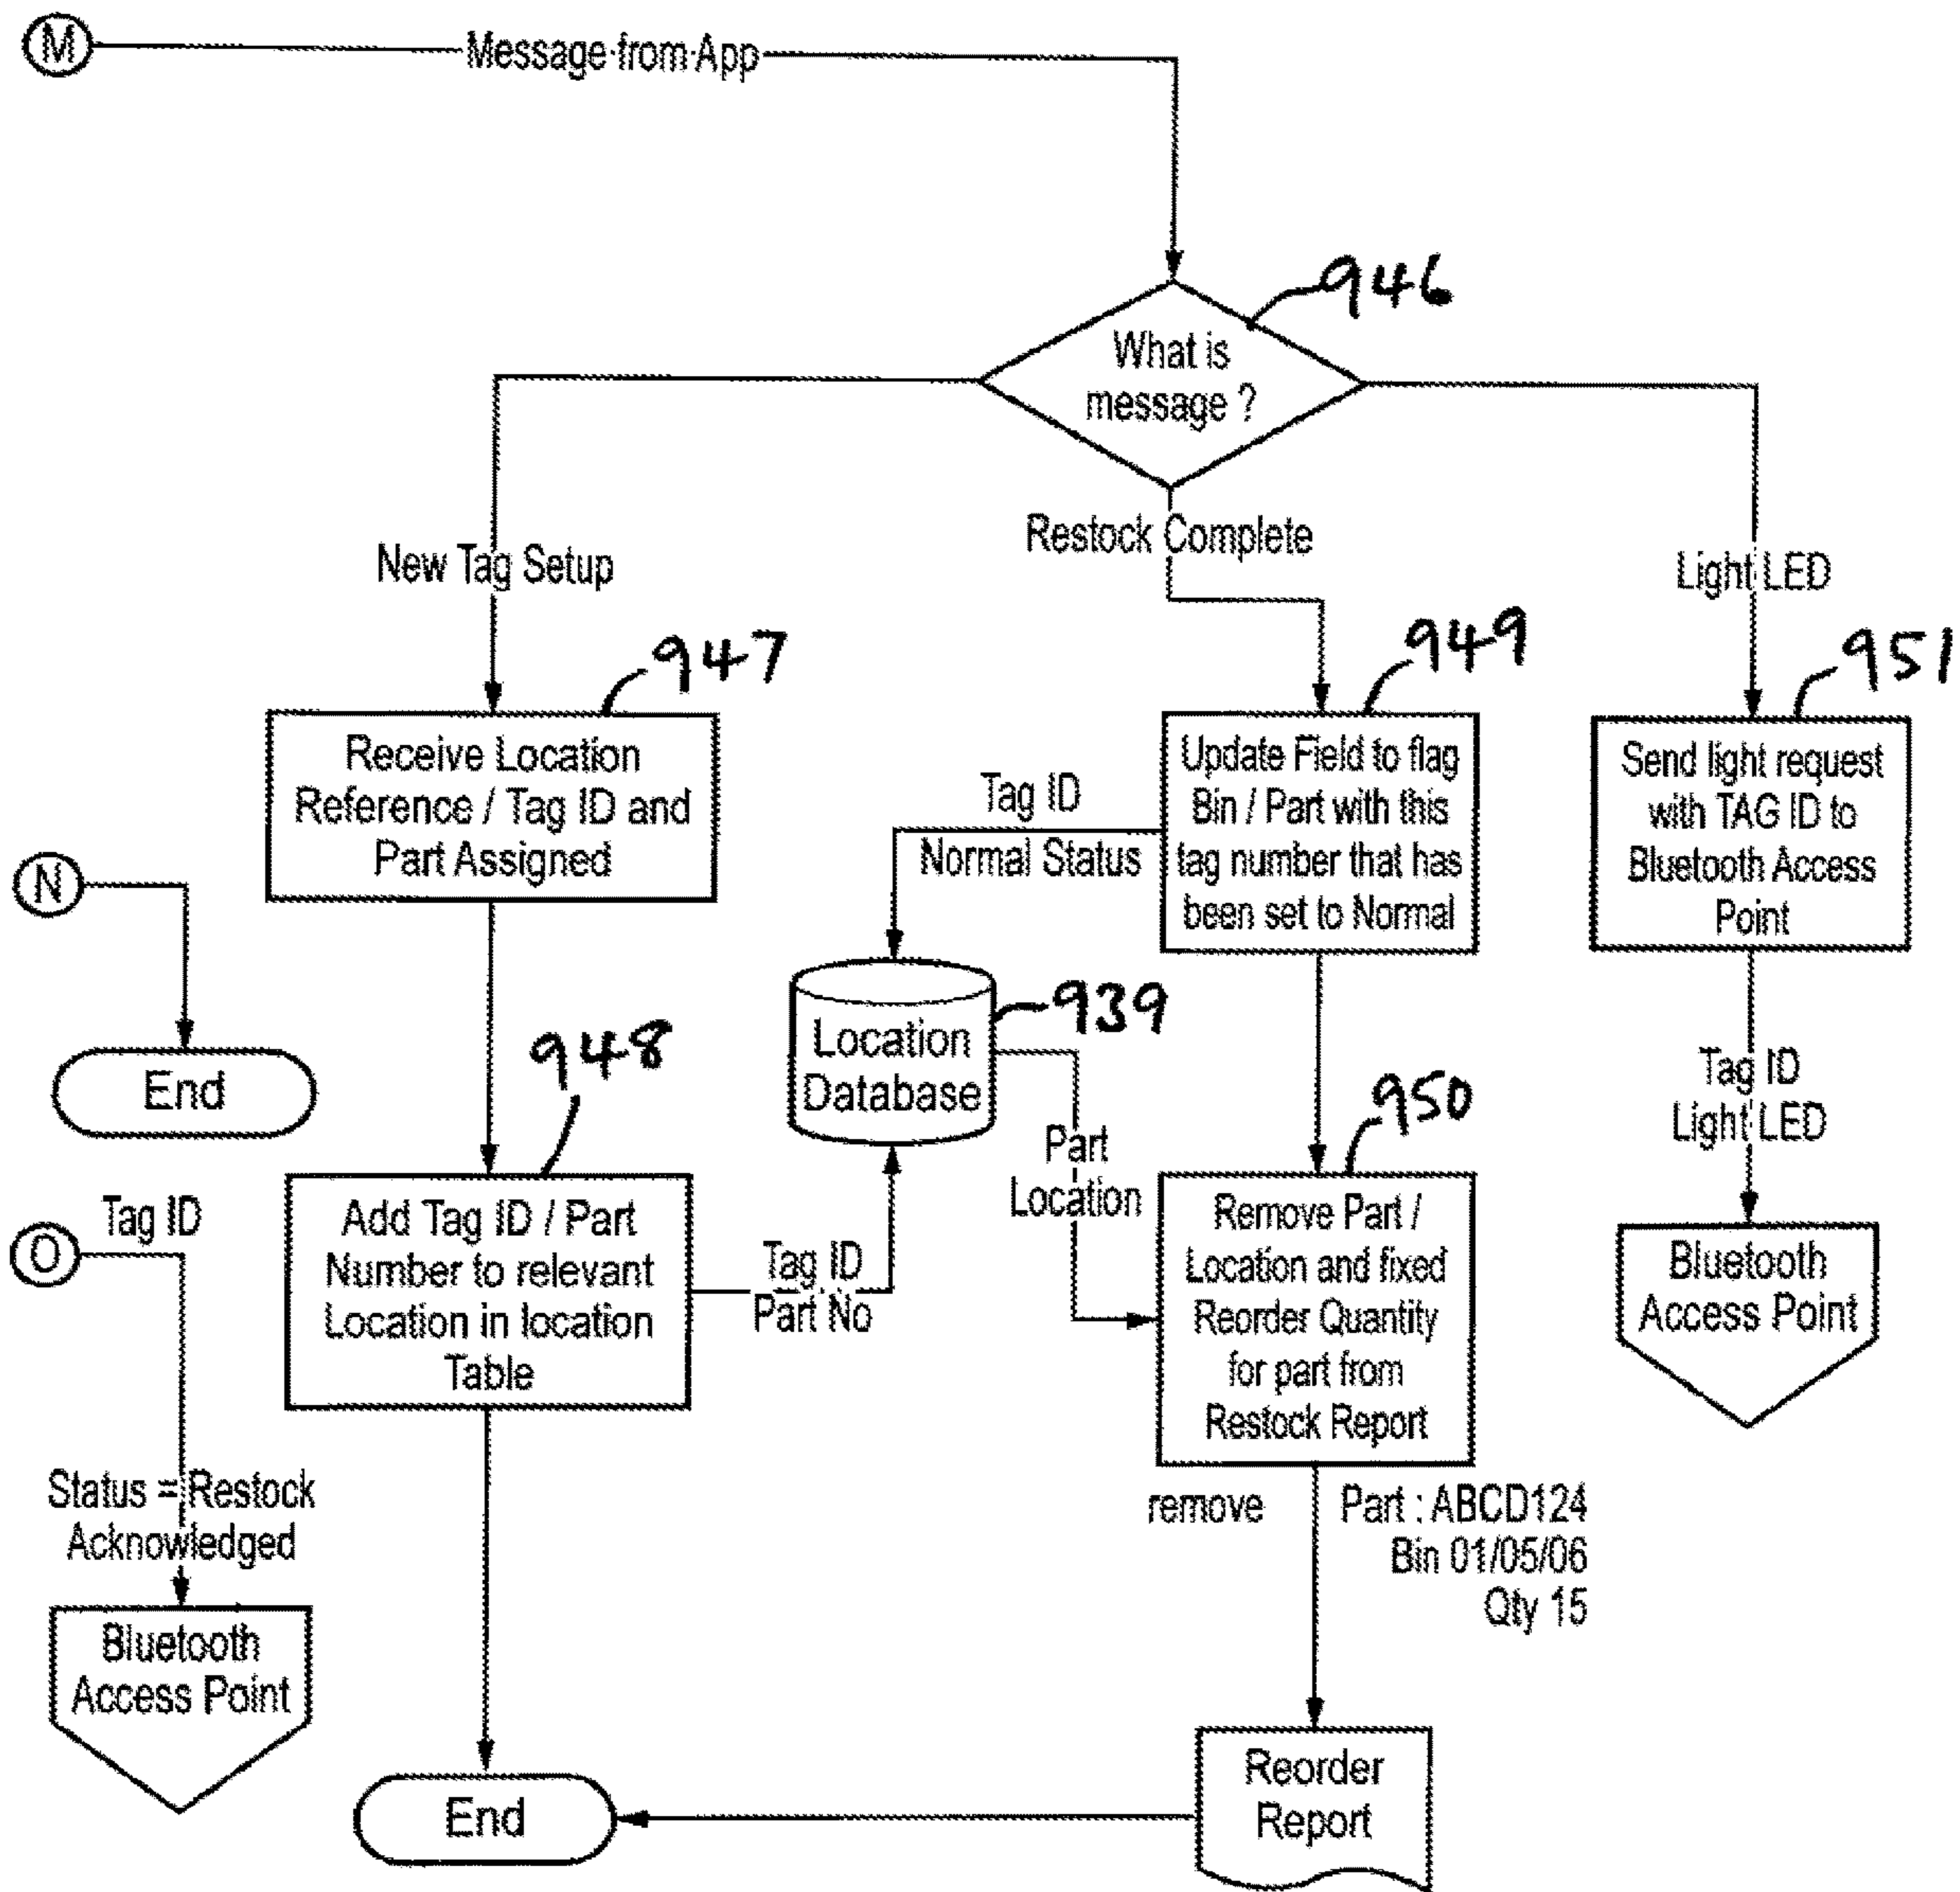 M
Message from App
946
What is
message ?
New Tag Setup
Restock Complete
Light LED
947
949
951
Receive Location
Reference / Tag ID and
Part Assigned
Tag ID
Normal Status
Update Field to flag
Bin / Part with this
tag number that has
been set to Normal
Send light request
with TAG ID to
Bluetooth Access
Point
N
End
948
Location
Database
939
Part
Location
950
Tag ID
Light LED
O
Tag ID
Add Tag ID / Part
Number to relevant
Location in location
Table
Tag ID
Part No
Remove Part /
Location and fixed
Reorder Quantity
for part from
Restock Report
Bluetooth
Access Point
Status = Restock
Acknowledged
remove
Part : ABCD124
Bin 01/05/06
Qty 15
Bluetooth
Access Point
End
Reorder
Report